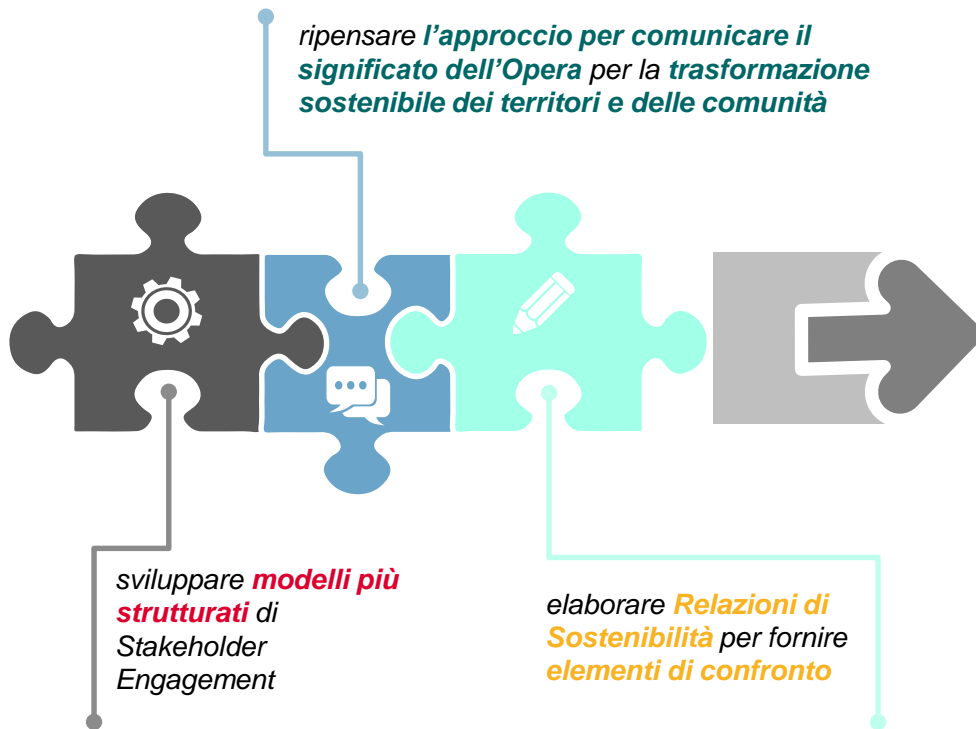 ripensare l’approccio per comunicare il
significato dell’Opera per la trasformazione
sostenibile dei territori e delle comunità
sviluppare modelli più
strutturati di
Stakeholder
Engagement
elaborare Relazioni di
Sostenibilità per fornire
elementi di confronto